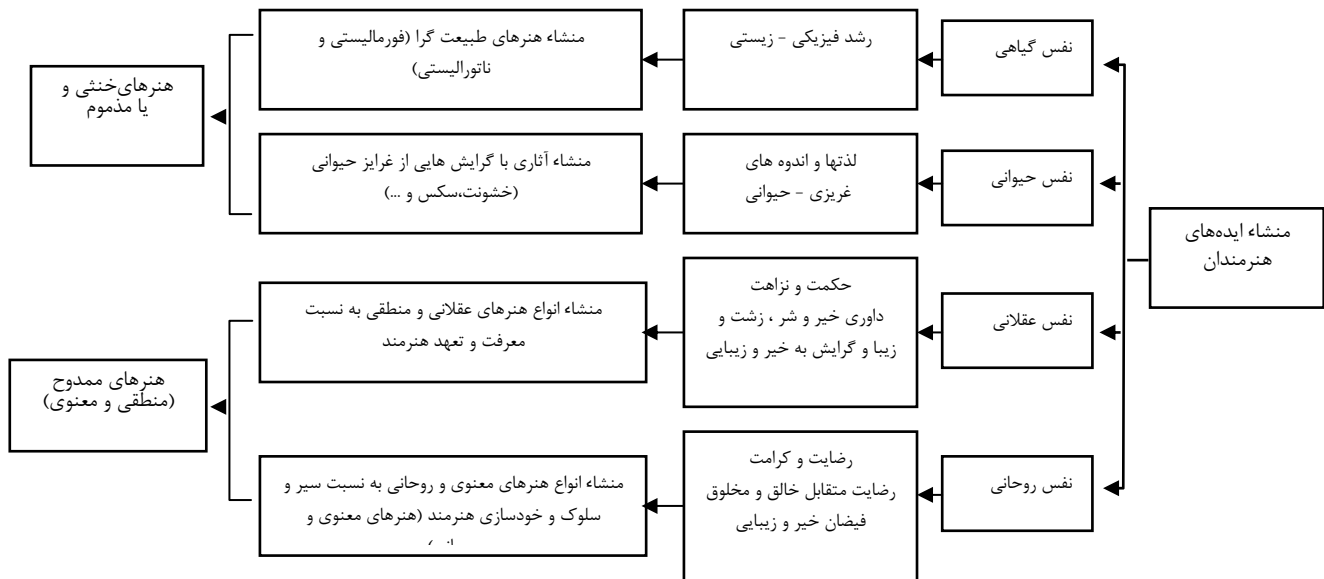 منشاء ایده‌های
هنرمندان
نفس گیاهی
رشد فیزیکی - زیستی
منشاء هنرهای طبیعت گرا (فورمالیستی و
ناتورالیستی)
نفس حیوانی
لذتها و اندوه های
غریزی - حیوانی
منشاء آثاری با گرایش هایی از غرایز حیوانی
(خشونت،سکس و ...)
هنرهای‌خنثی و
یا مذموم
نفس عقلانی
حکمت و نزاهت
داوری خیر و شر ، زشت و
زیبا و گرایش به خیر و زیبایی
منشاء انواع هنرهای عقلانی و منطقی به نسبت
معرفت و تعهد هنرمند
نفس روحانی
رضایت و کرامت
رضایت متقابل خالق و مخلوق
فیضان خیر و زیبایی
منشاء انواع هنرهای معنوی و روحانی به نسبت سیر و
سلوک و خودسازی هنرمند (هنرهای معنوی و
هنرهای ممدوح
(منطقی و معنوی)